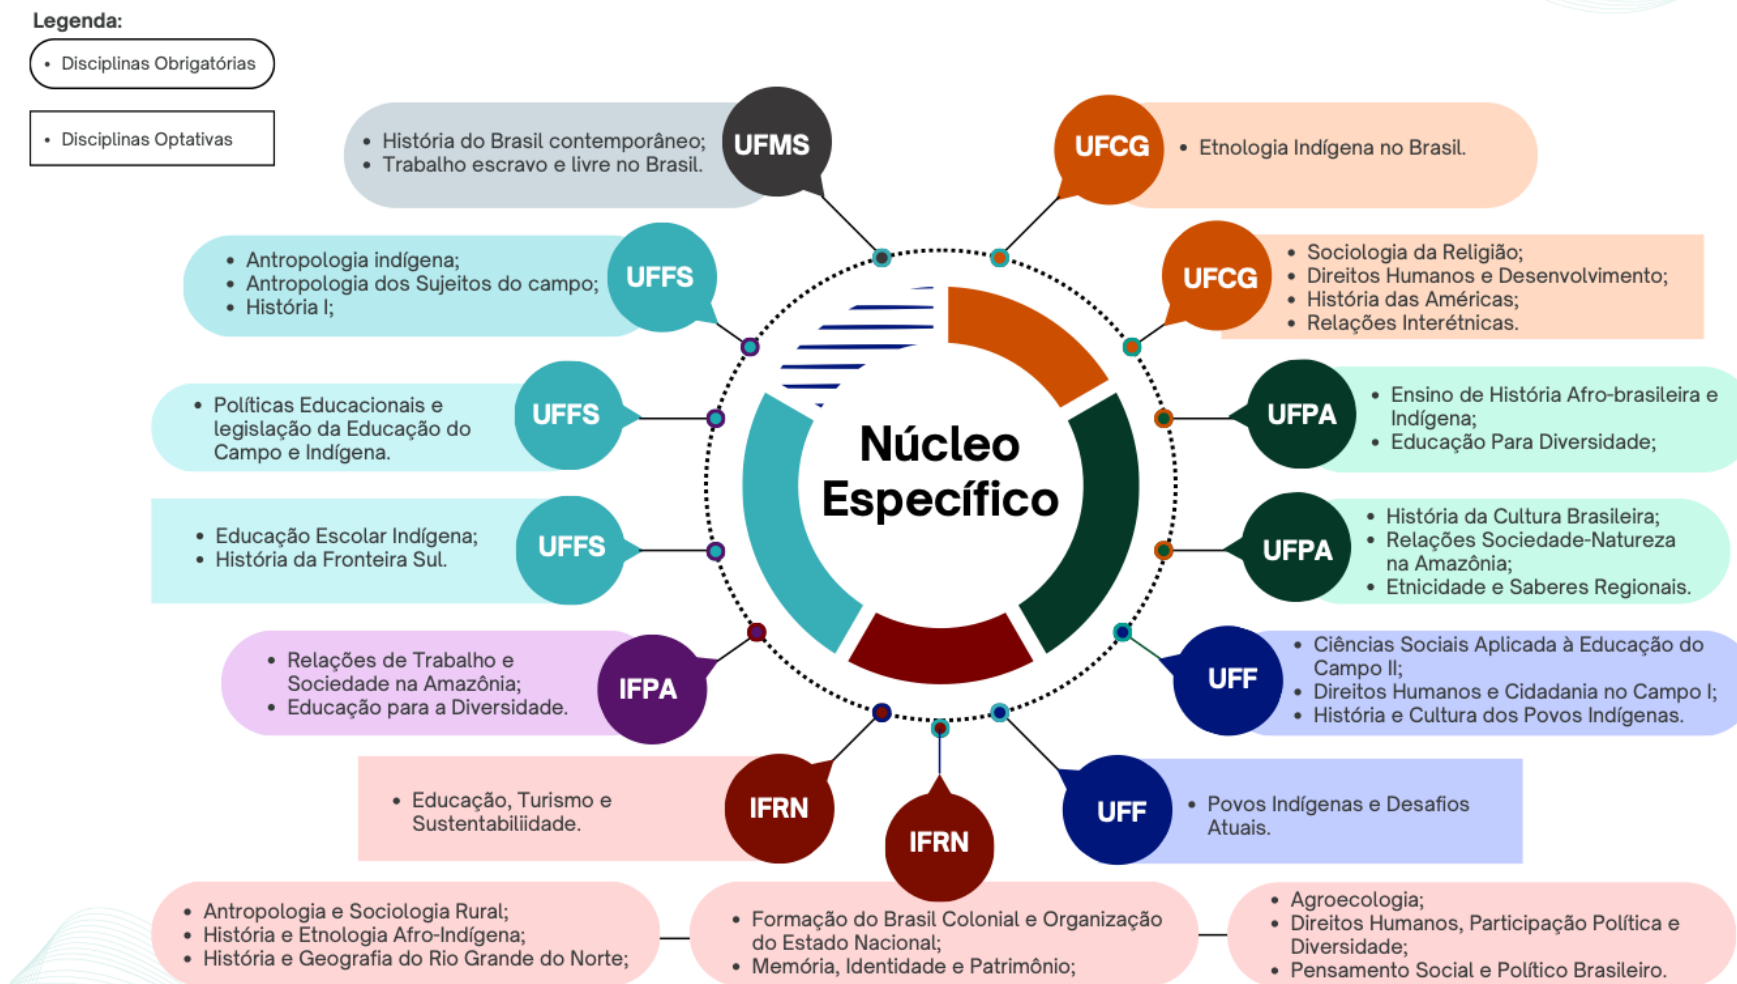 Legenda:
• Disciplinas Obrigatórias
• Disciplinas Optativas
• História do Brasil contemporâneo;
• Trabalho escravo e livre no Brasil.
UFMS
UFCG
• Etnologia Indígena no Brasil.
• Antropologia indígena;
• Antropologia dos Sujeitos do campo;
• História I;
UFFS
UFCG
• Sociologia da Religião;
• Direitos Humanos e Desenvolvimento;
• História das Américas;
• Relações Interétnicas.
• Políticas Educacionais e
legislação da Educação do
Campo e Indígena.
UFFS
UFPA
• Ensino de História Afro-brasileira e
Indígena;
• Educação Para Diversidade;
Núcleo
Específico
• Educação Escolar Indígena;
• História da Fronteira Sul.
UFFS
UFPA
• História da Cultura Brasileira;
• Relações Sociedade-Natureza
na Amazônia;
• Etnicidade e Saberes Regionais.
• Relações de Trabalho e
Sociedade na Amazônia;
• Educação para a Diversidade.
IFPA
UFF
• Ciências Sociais Aplicada à Educação do
Campo II;
• Direitos Humanos e Cidadania no Campo I;
• História e Cultura dos Povos Indígenas.
• Educação, Turismo e
Sustentabiliidade.
IFRN
IFRN
UFF
• Povos Indígenas e Desafios
Atuais.
• Antropologia e Sociologia Rural;
• História e Etnologia Afro-Indígena;
• História e Geografia do Rio Grande do Norte;
• Formação do Brasil Colonial e Organização
do Estado Nacional;
• Memória, Identidade e Patrimônio;
• Agroecologia;
• Direitos Humanos, Participação Política e
Diversidade;
• Pensamento Social e Político Brasileiro.